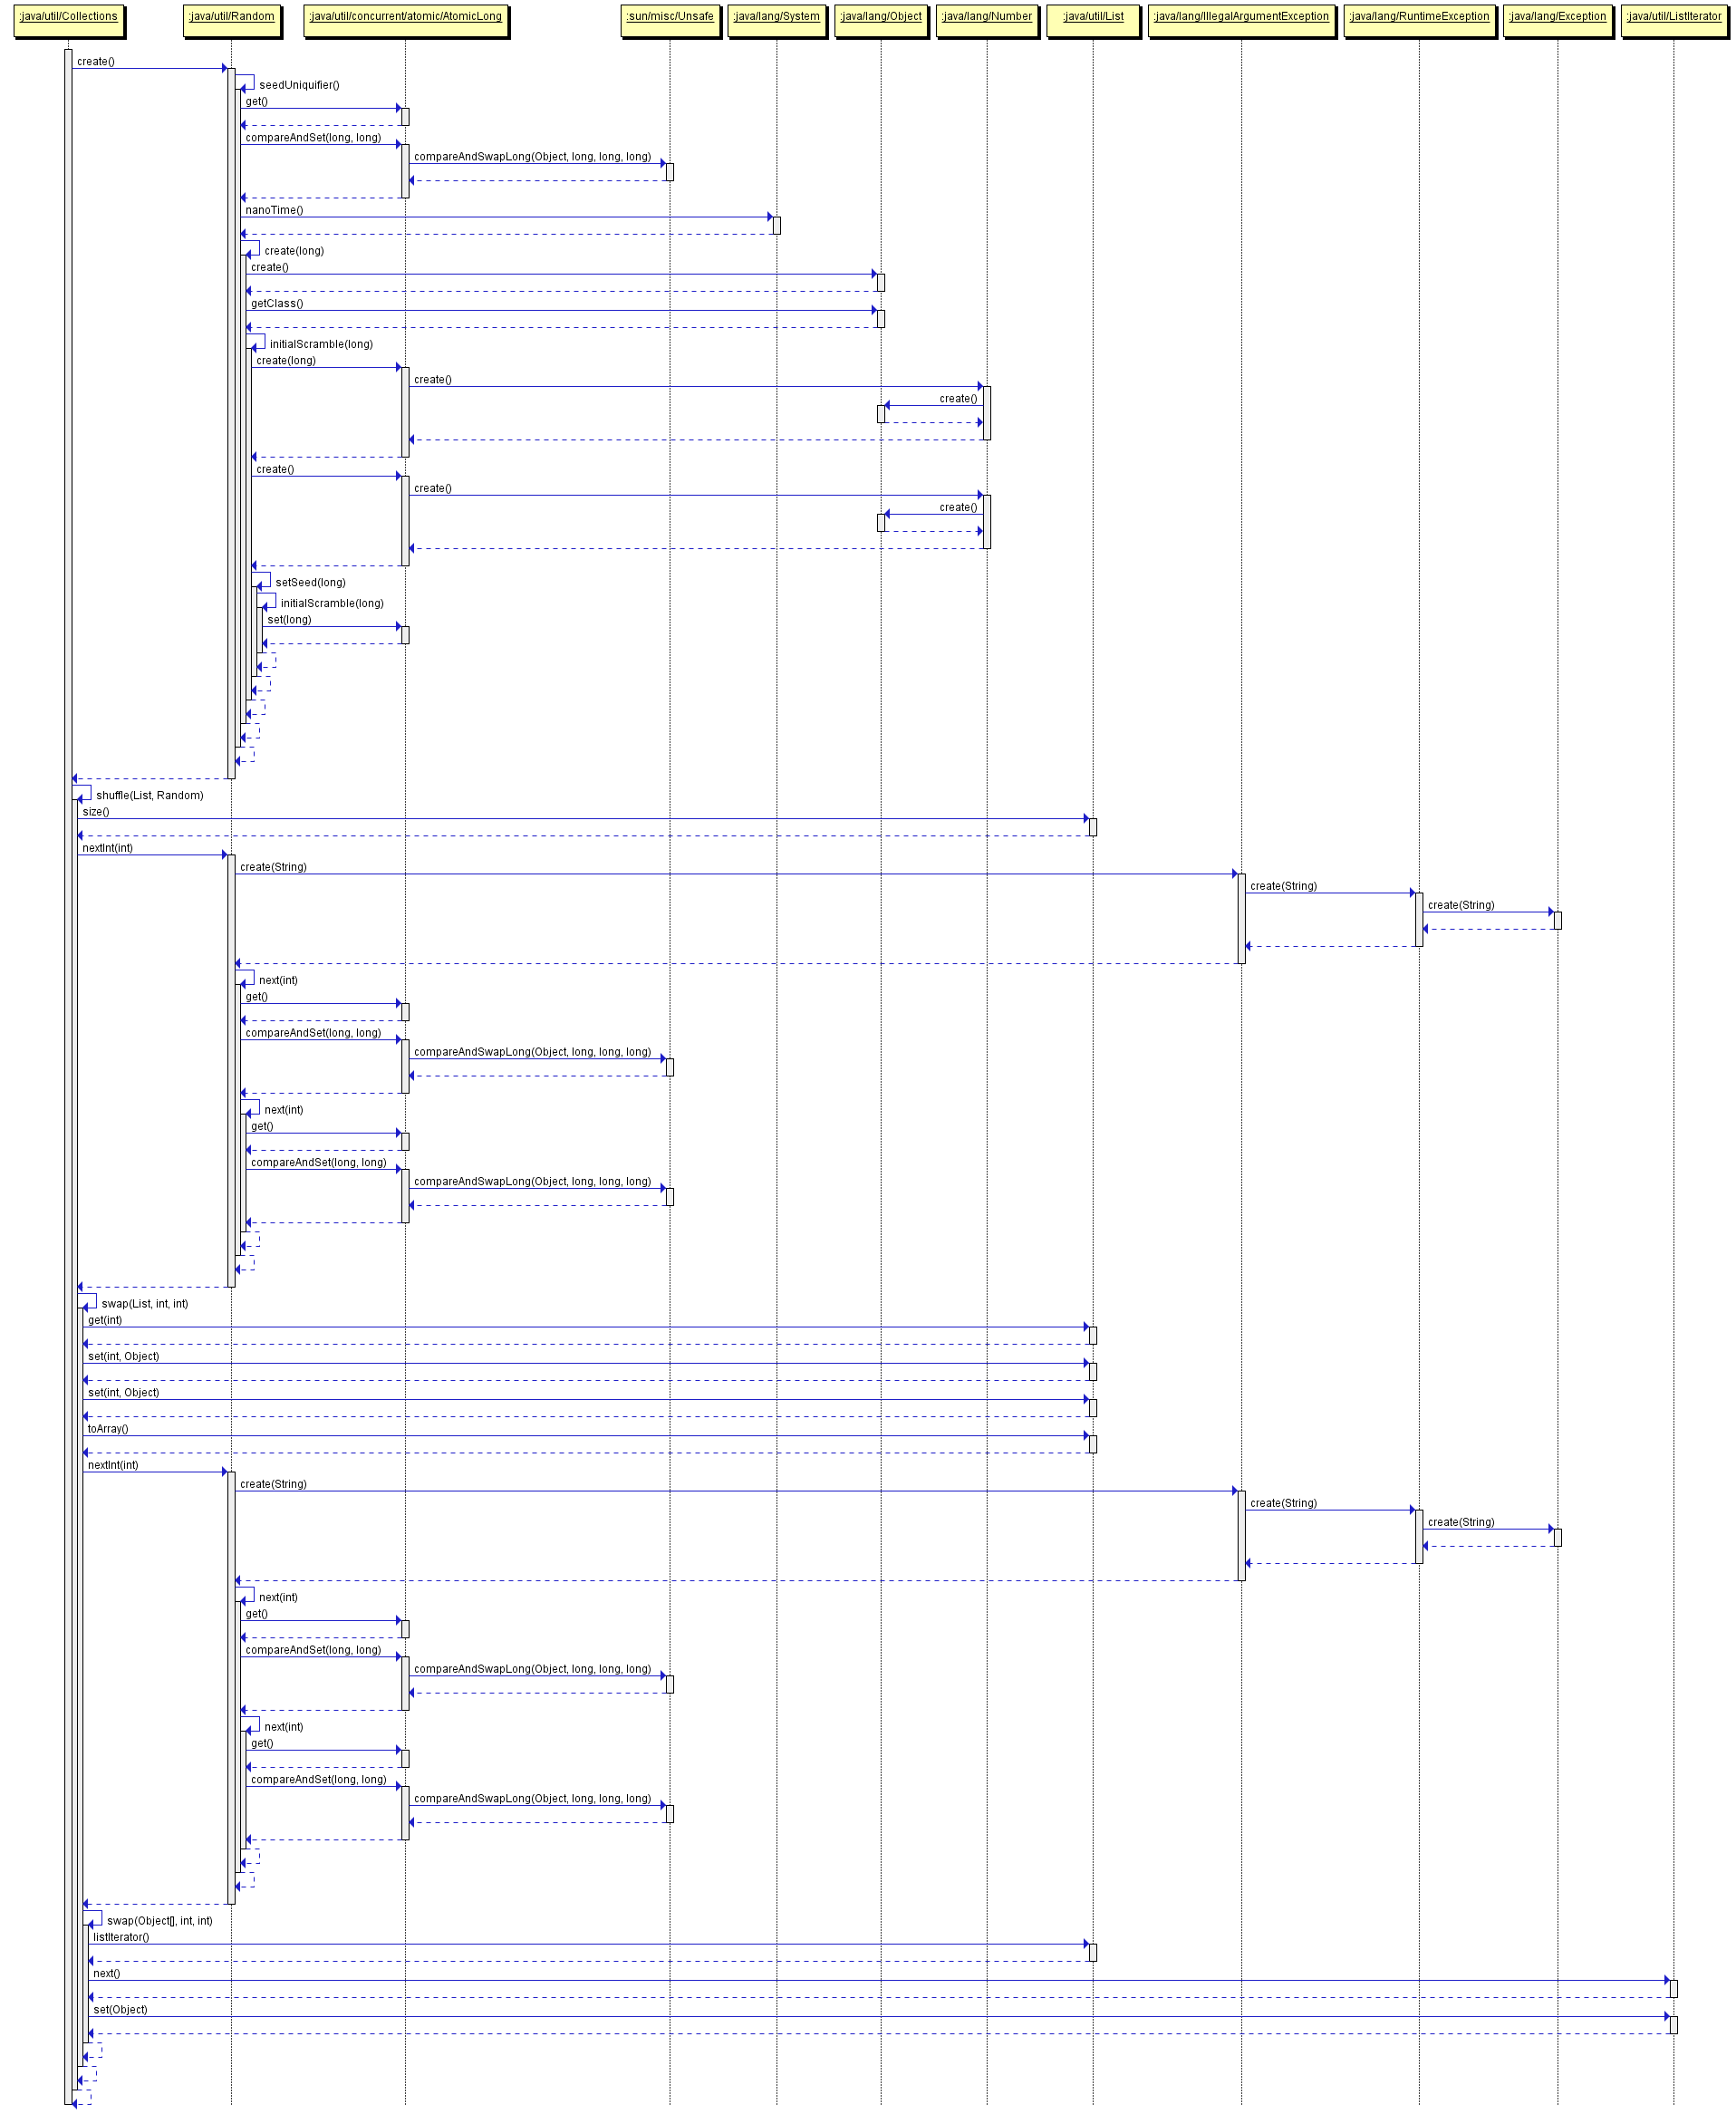 :java/util/Collections
:java/util/Random
:java/util/concurrent/atomic/AtomicLong
:sun/misc/Unsafe
:java/lang/System
:java/lang/Object
:java/lang/Number
:java/util/List
:java/lang/IllegalArgumentException
:java/lang/RuntimeException
:java/lang/Exception
:java/util/ListIterator
create()
seedUniquifier()
get()
compareAndSet(long, long)
compareAndSwapLong(Object, long, long, long)
nanoTime()
create(long)
create()
getClass()
initialScramble(long)
create(long)
create()
create()
create()
create()
create()
setSeed(long)
initialScramble(long)
set(long)
shuffle(List, Random)
size()
nextInt(int)
create(String)
create(String)
create(String)
next(int)
get()
compareAndSet(long, long)
compareAndSwapLong(Object, long, long, long)
next(int)
get()
compareAndSet(long, long)
compareAndSwapLong(Object, long, long, long)
swap(List, int, int)
get(int)
set(int, Object)
set(int, Object)
toArray()
nextInt(int)
create(String)
create(String)
create(String)
next(int)
get()
compareAndSet(long, long)
compareAndSwapLong(Object, long, long, long)
next(int)
get()
compareAndSet(long, long)
compareAndSwapLong(Object, long, long, long)
swap(Object[], int, int)
listIterator()
next()
set(Object)